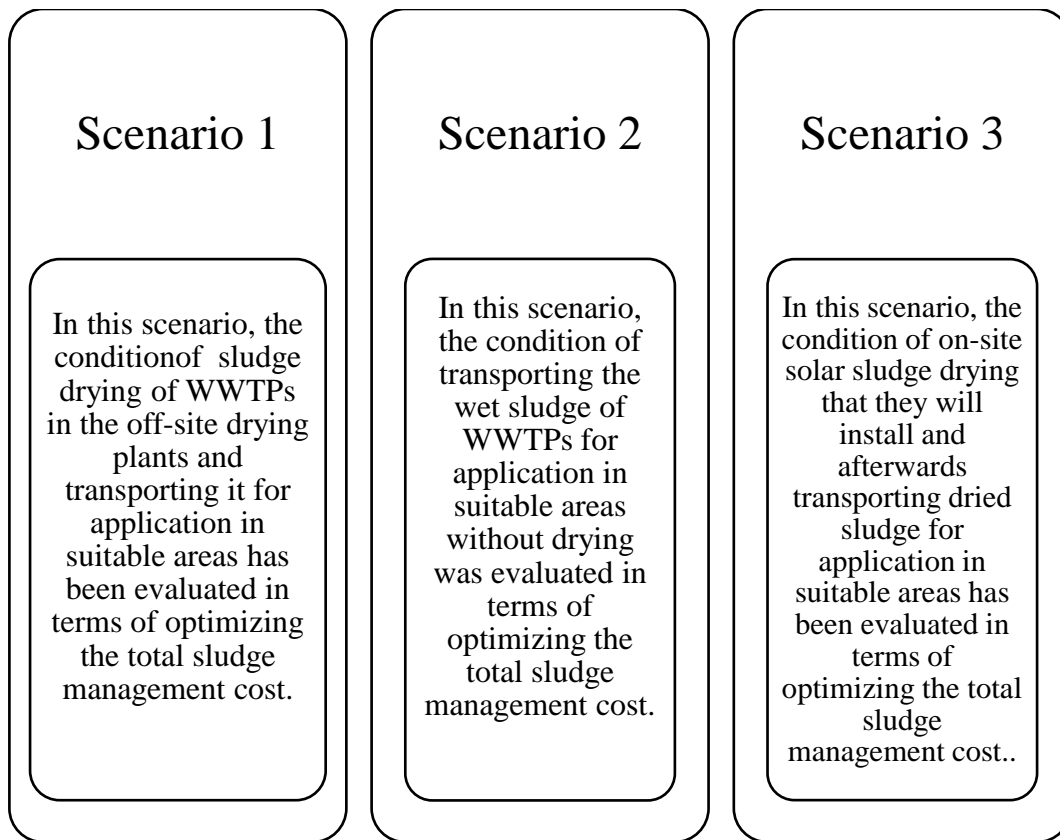 Scenario 1
In this scenario, the
conditionof sludge
drying of WWTPs
in the off-site drying
plants and
transporting it for
application in
suitable areas has
been evaluated in
terms of optimizing
the total sludge
management cost.
Scenario 2
In this scenario,
the condition of
transporting the
wet sludge of
WWTPs for
application in
suitable areas
without drying
was evaluated in
terms of
optimizing the
total sludge
management cost.
Scenario 3
In this scenario, the
condition of on-site
solar sludge drying
that they will
install and
afterwards
transporting dried
sludge for
application in
suitable areas has
been evaluated in
terms of
optimizing the total
sludge
management cost..